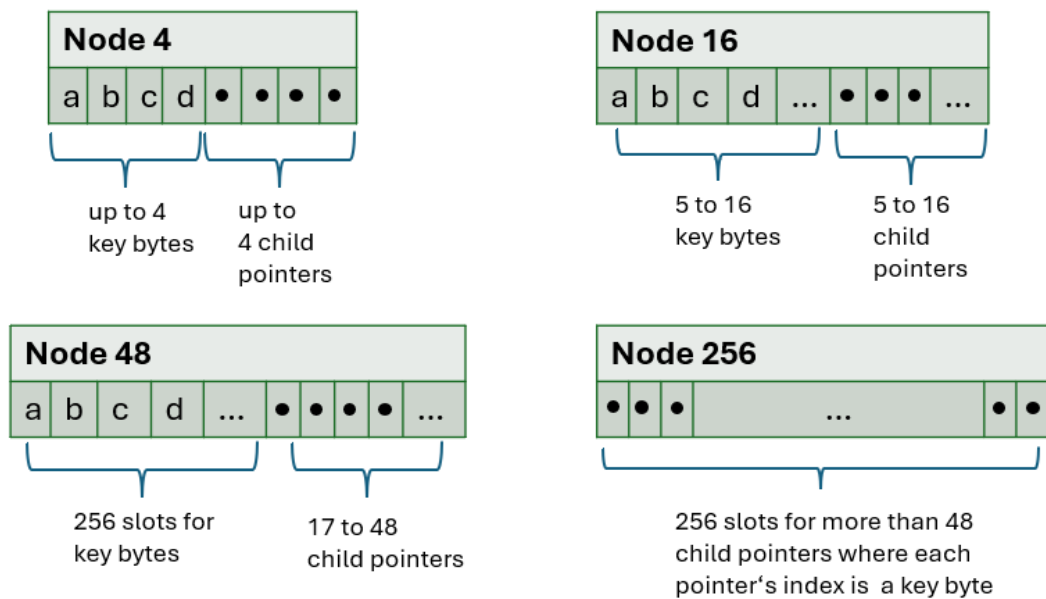 Node 4
a b c d • • • •
up to 4
key bytes
up to
4 child
pointers
Node 16
a b c d ... • • • ...
5 to 16
key bytes
5 to 16
child
pointers
Node 48
a b c d ... • • • • ...
256 slots for
key bytes
17 to 48
child pointers
Node 256
• • • ... • •
256 slots for more than 48
child pointers where each
pointer‘s index is a key byte